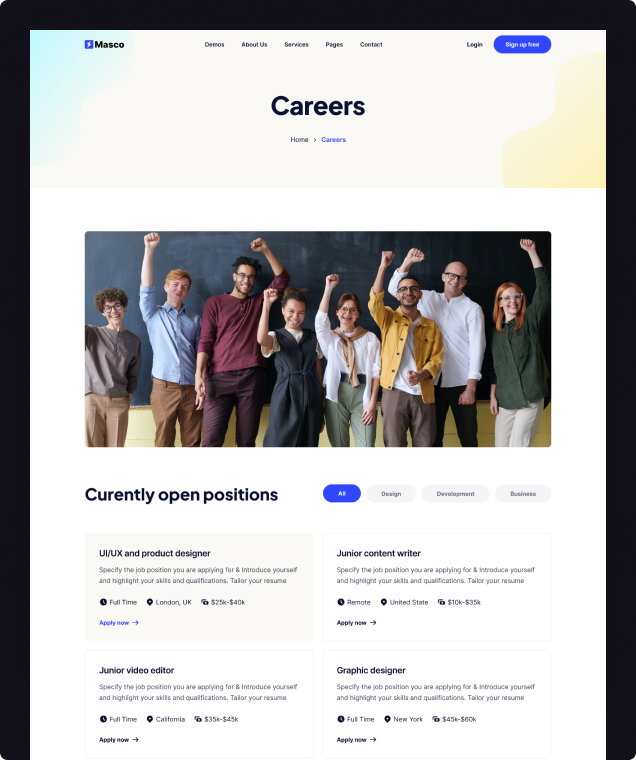 Masco
Demos About Us Services Pages Contact
Login Sign up free
Careers
Home › Careers
Curently open positions
All Design Development Business
UI/UX and product designer
Specify the job position you are applying for & Introduce yourself
and highlight your skills and qualifications. Tailor your resume
Full Time London, UK $25k-$40k
Apply now →
Junior content writer
Specify the job position you are applying for & Introduce yourself
and highlight your skills and qualifications. Tailor your resume
Remote United State $10k-$35k
Apply now →
Junior video editor
Specify the job position you are applying for & Introduce yourself
and highlight your skills and qualifications. Tailor your resume
Full Time California $35k-$45k
Apply now →
Graphic designer
Specify the job position you are applying for & Introduce yourself
and highlight your skills and qualifications. Tailor your resume
Full Time New York $45k-$60k
Apply now →